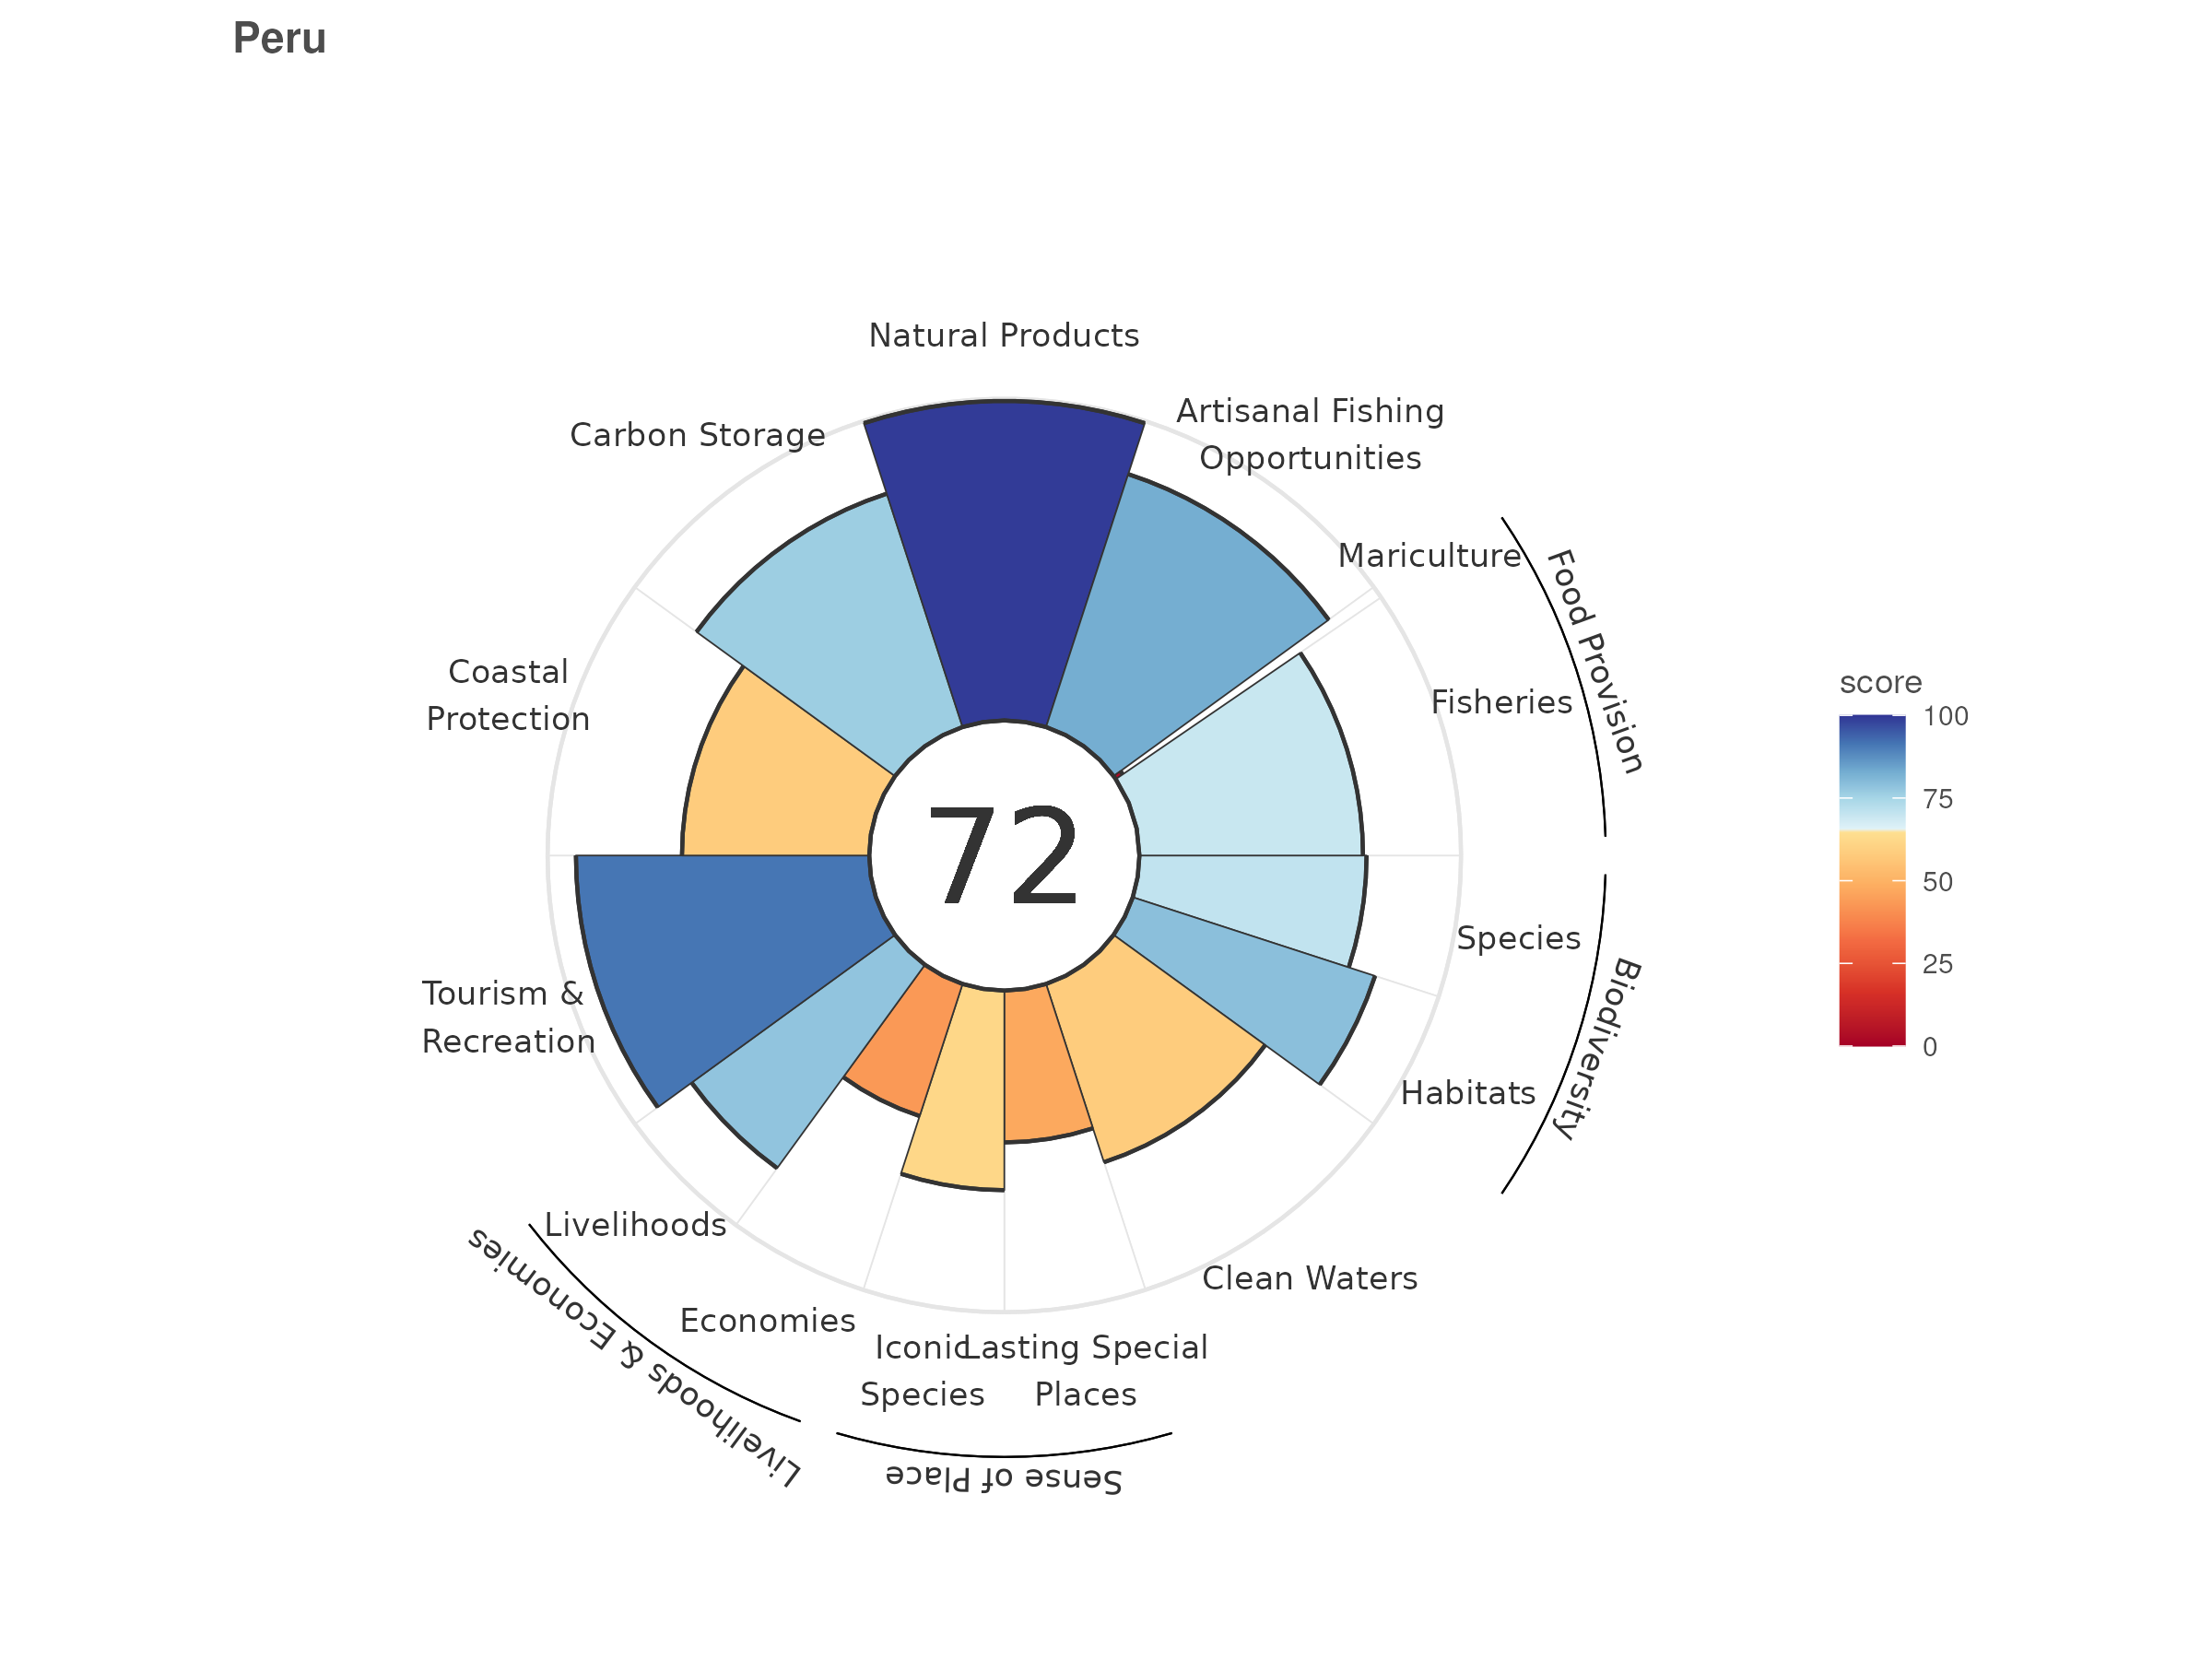 Peru
Natural Products
Artisanal Fishing
Opportunities
Carbon Storage
Mariculture
Food Provision
Fisheries
Coastal
Protection
score
100
75
50
25
0
72
Species
Biodiversity
Habitats
Tourism &
Recreation
Livelihoods
Livelihoods & Economies
Economies
Clean Waters
Iconic
Species
Lasting Special
Places
Sense of Place